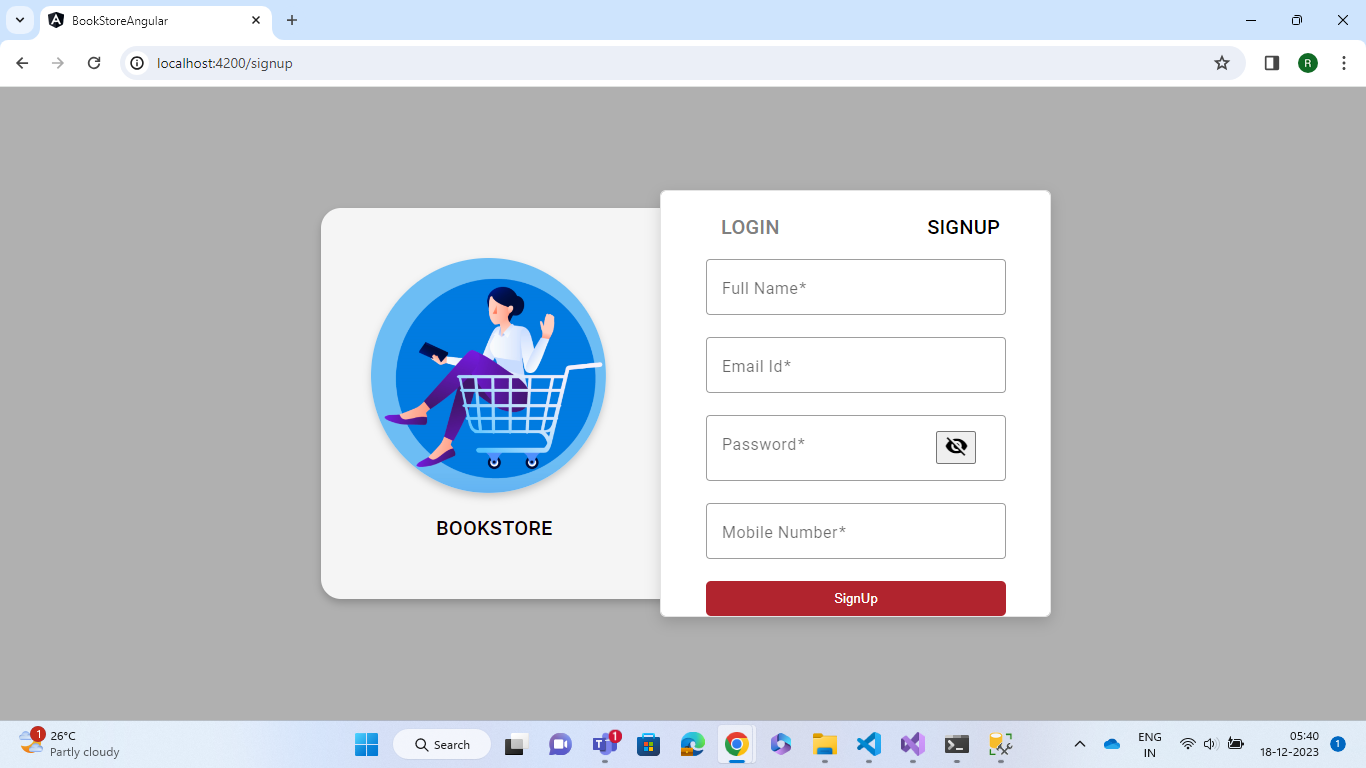 BookStoreAngular
localhost:4200/signup
R
LOGIN
SIGNUP
Full Name*
Email Id*
Password*
Mobile Number*
SignUp
BOOKSTORE
1
26°C
Partly cloudy
Search
1
ENG
IN
05:40
18-12-2023
1